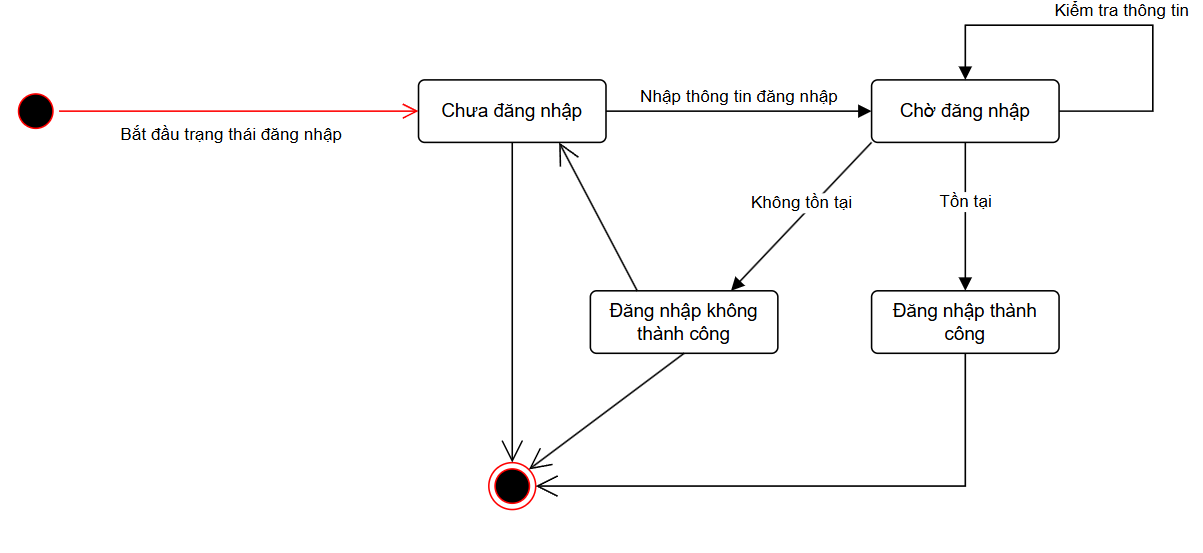 Kiểm tra thông tin
Bắt đầu trạng thái đăng nhập
Chưa đăng nhập
Nhập thông tin đăng nhập
Chờ đăng nhập
Không tồn tại
Tồn tại
Đăng nhập không
thành công
Đăng nhập thành
công